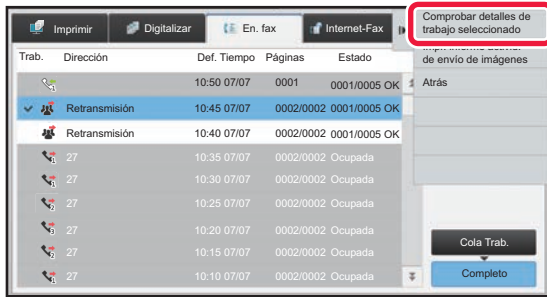 Imprimir Digitalizar En. fax Internet-Fax
Comprobar detalles de
trabajo seleccionado
de envío de imágenes
Atrás
Trab. Dirección Def. Tiempo Páginas Estado
10:50 07/07 0001 0001/0005 OK
Retransmisión 10:45 07/07 0002/0002 0001/0005 OK
Retransmisión 10:40 07/07 0002/0002 0001/0005 OK
27 10:35 07/07 0002/0002 Ocupada
27 10:30 07/07 0002/0002 Ocupada
27 10:25 07/07 0002/0002 Ocupada
27 10:20 07/07 0002/0002 Ocupada
27 10:15 07/07 0002/0002 Ocupada
27 10:10 07/07 0002/0002 Ocupada
Cola Trab.
Completo